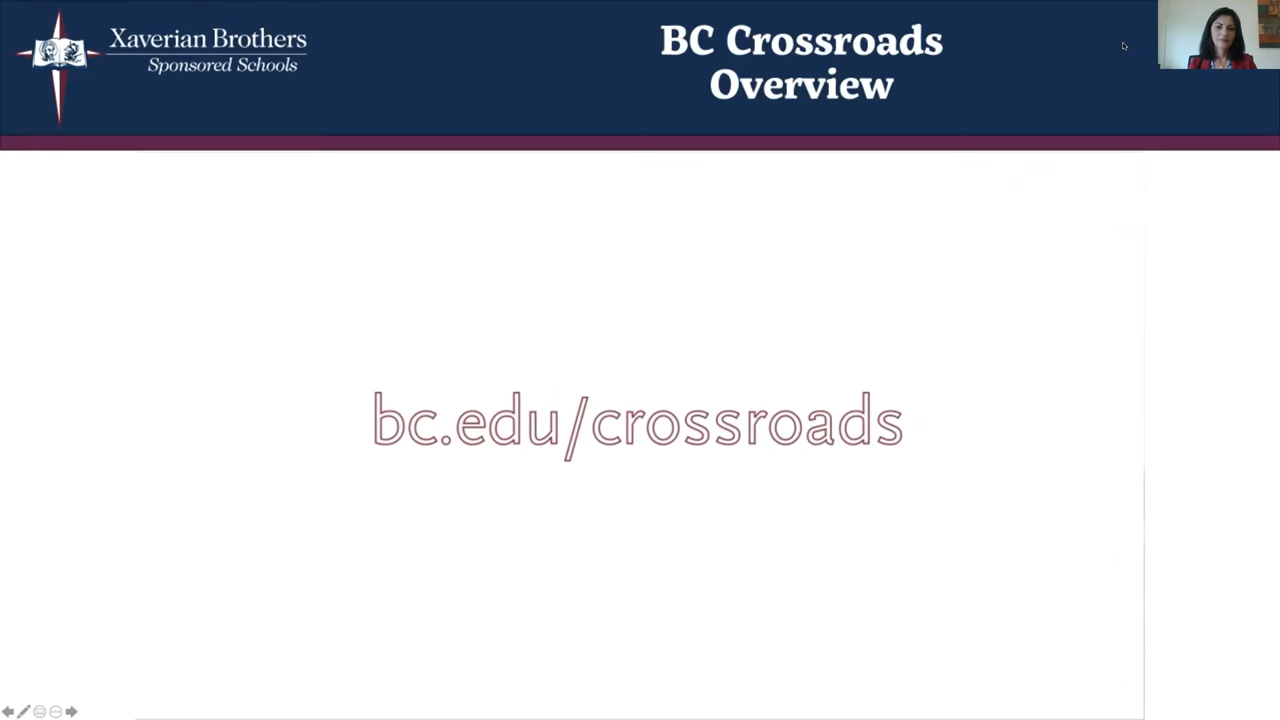 Xaverian Brothers
Sponsored Schools
BC Crossroads
Overview
bc.edu/crossroads